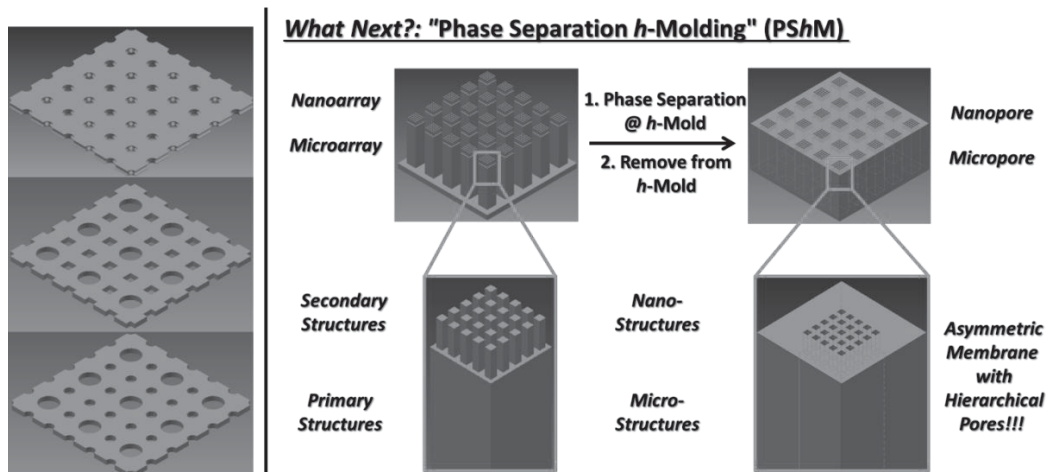 What Next?: "Phase Separation h-Molding" (PShM)
Nanoarray
Microarray
1. Phase Separation
@ h-Mold
2. Remove from
h-Mold
Nanopore
Micropore
Secondary
Structures
Primary
Structures
Nano-
Structures
Micro-
Structures
Asymmetric
Membrane
with
Hierarchical
Pores!!!